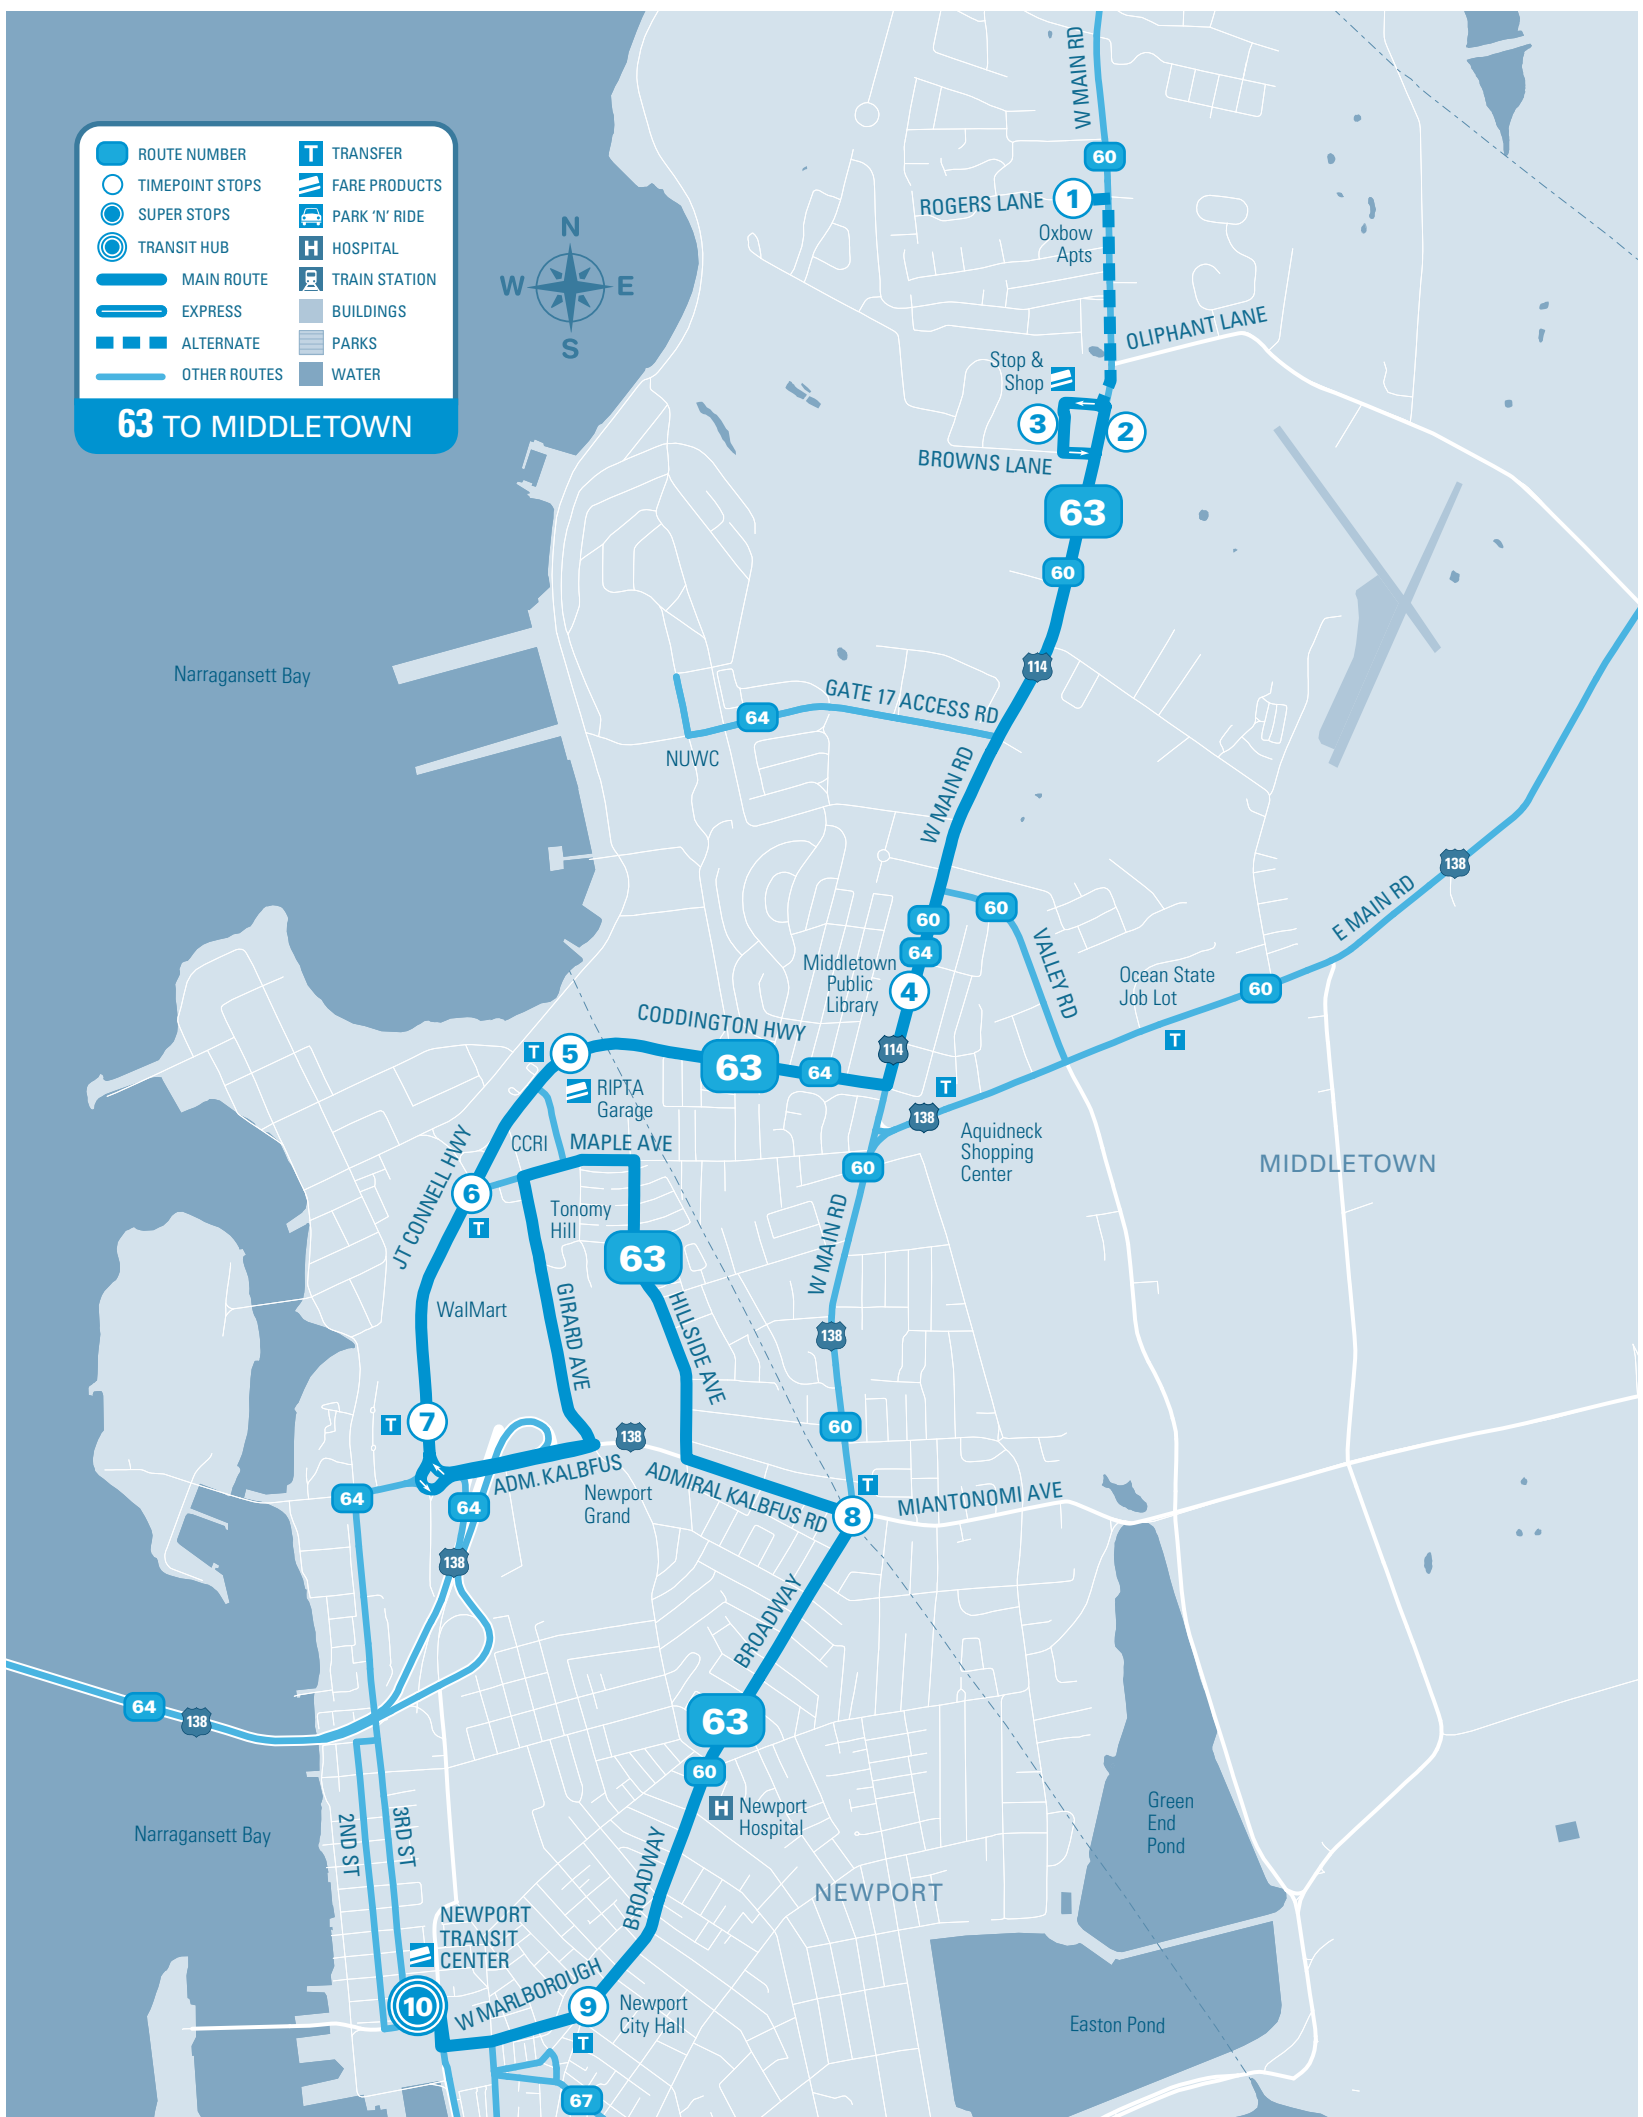 W MAIN RD
ROUTE NUMBER
TIMEPOINT STOPS
SUPER STOPS
TRANSIT HUB
MAIN ROUTE
EXPRESS
ALTERNATE
OTHER ROUTES
T TRANSFER
FARE PRODUCTS
PARK ‘N’ RIDE
H HOSPITAL
TRAIN STATION
BUILDINGS
PARKS
WATER
63 TO MIDDLETOWN
N
W E
S
60
ROGERS LANE
1
Oxbow
Apts
OLIPHANT LANE
Stop &
Shop
3
2
BROWNS LANE
63
60
114
Narragansett Bay
GATE 17 ACCESS RD
64
NUWC
W MAIN RD
138
E MAIN RD
60
60
64
VALLEY RD
Middletown
Public
Library
4
Ocean State
Job Lot
60
T
CODDINGTON HWY
114
T
5
63
64
RIPTA
Garage
T
138
Aquidneck
Shopping
Center
60
MIDDLETOWN
CCRI
MAPLE AVE
JT CONNELL HWY
6
T
Tonomy
Hill
63
W MAIN RD
WalMart
GIRARD AVE
HILLSIDE AVE
138
T
7
138
60
ADM. KALBFUS
ADMIRAL KALBFUS RD
Newport
Grand
64
64
T
8
MIANTONOMI AVE
138
BROADWAY
64
138
63
60
H
Newport
Hospital
2ND ST
3RD ST
Narragansett Bay
BROADWAY
Green
End
Pond
NEWPORT
NEWPORT
TRANSIT
CENTER
10
W MARLBOROUGH
9
Newport
City Hall
T
Easton Pond
67